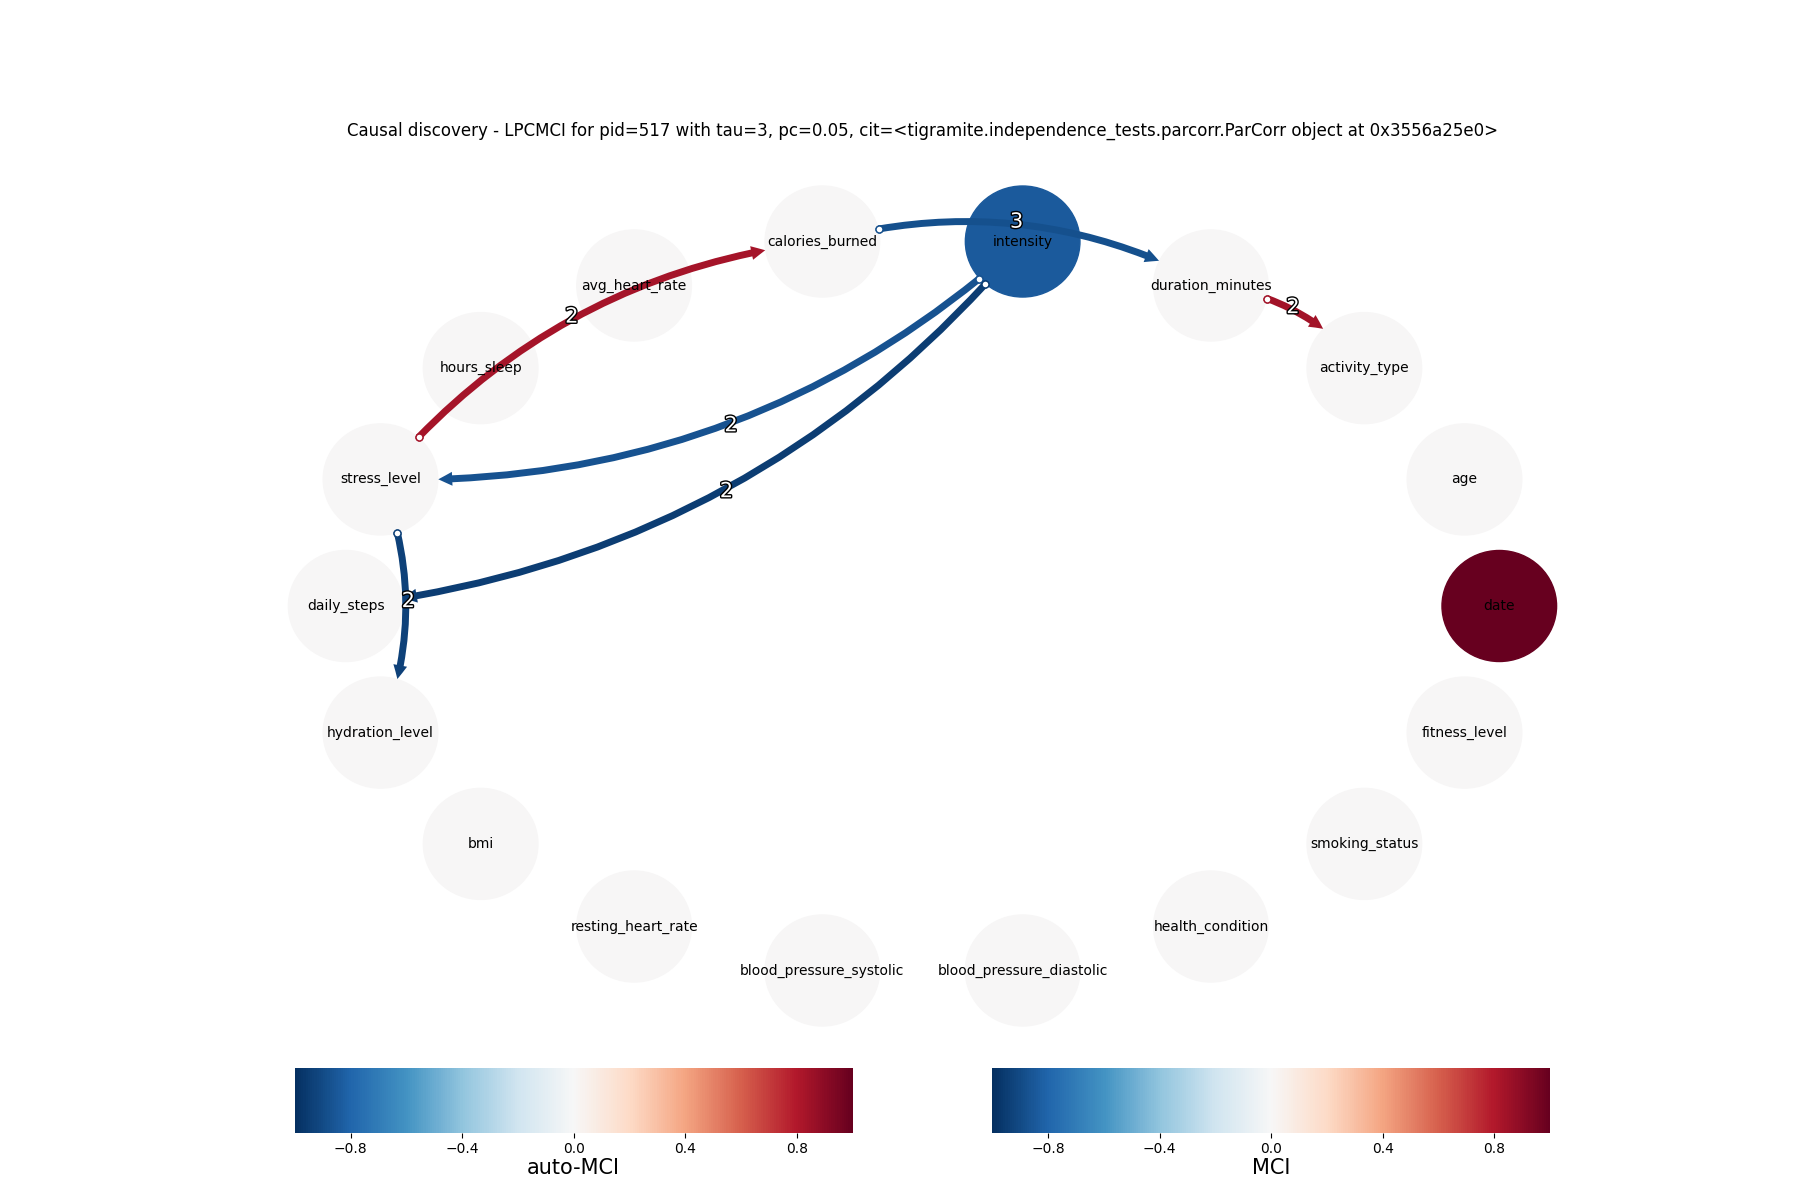 Causal discovery - LPCMCI for pid=517 with tau=3, pc=0.05, cit=<tigramite.independence_tests.parcorr.ParCorr object at 0x3556a25e0>
3
calories_burned
intensity
avg_heart_rate
duration_minutes
2
2
hours_sleep
activity_type
2
stress_level
age
2
2
daily_steps
date
hydration_level
fitness_level
bmi
smoking_status
resting_heart_rate
health_condition
blood_pressure_systolic
blood_pressure_diastolic
−0.8 −0.4 0.0 0.4 0.8
auto-MCI
−0.8 −0.4 0.0 0.4 0.8
MCI